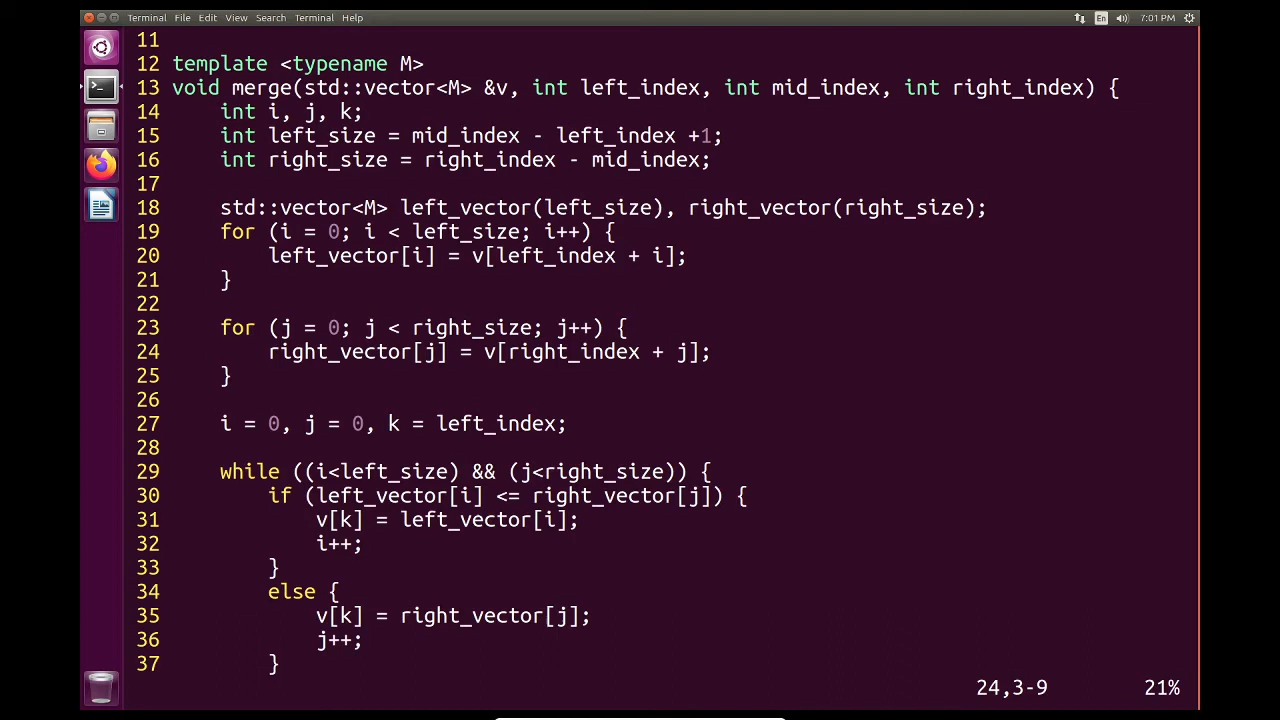 Terminal File Edit View Search Terminal Help En 7:01 PM
11
12 template <typename M>
13 void merge(std::vector<M> &v, int left_index, int mid_index, int right_index) {
14     int i, j, k;
15     int left_size = mid_index - left_index +1;
16     int right_size = right_index - mid_index;
17
18     std::vector<M> left_vector(left_size), right_vector(right_size);
19     for (i = 0; i < left_size; i++) {
20         left_vector[i] = v[left_index + i];
21     }
22
23     for (j = 0; j < right_size; j++) {
24         right_vector[j] = v[right_index + j];
25     }
26
27     i = 0, j = 0, k = left_index;
28
29     while ((i<left_size) && (j<right_size)) {
30         if (left_vector[i] <= right_vector[j]) {
31             v[k] = left_vector[i];
32             i++;
33         }
34         else {
35             v[k] = right_vector[j];
36             j++;
37         }
24,3-9 21%